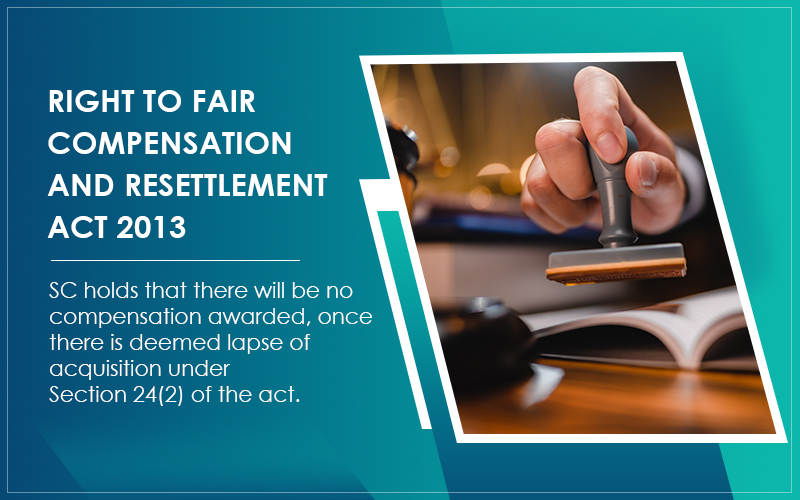 RIGHT TO FAIR
COMPENSATION
AND RESETTLEMENT
ACT 2013
SC holds that there will be no
compensation awarded, once
there is deemed lapse of
acquisition under
Section 24(2) of the act.